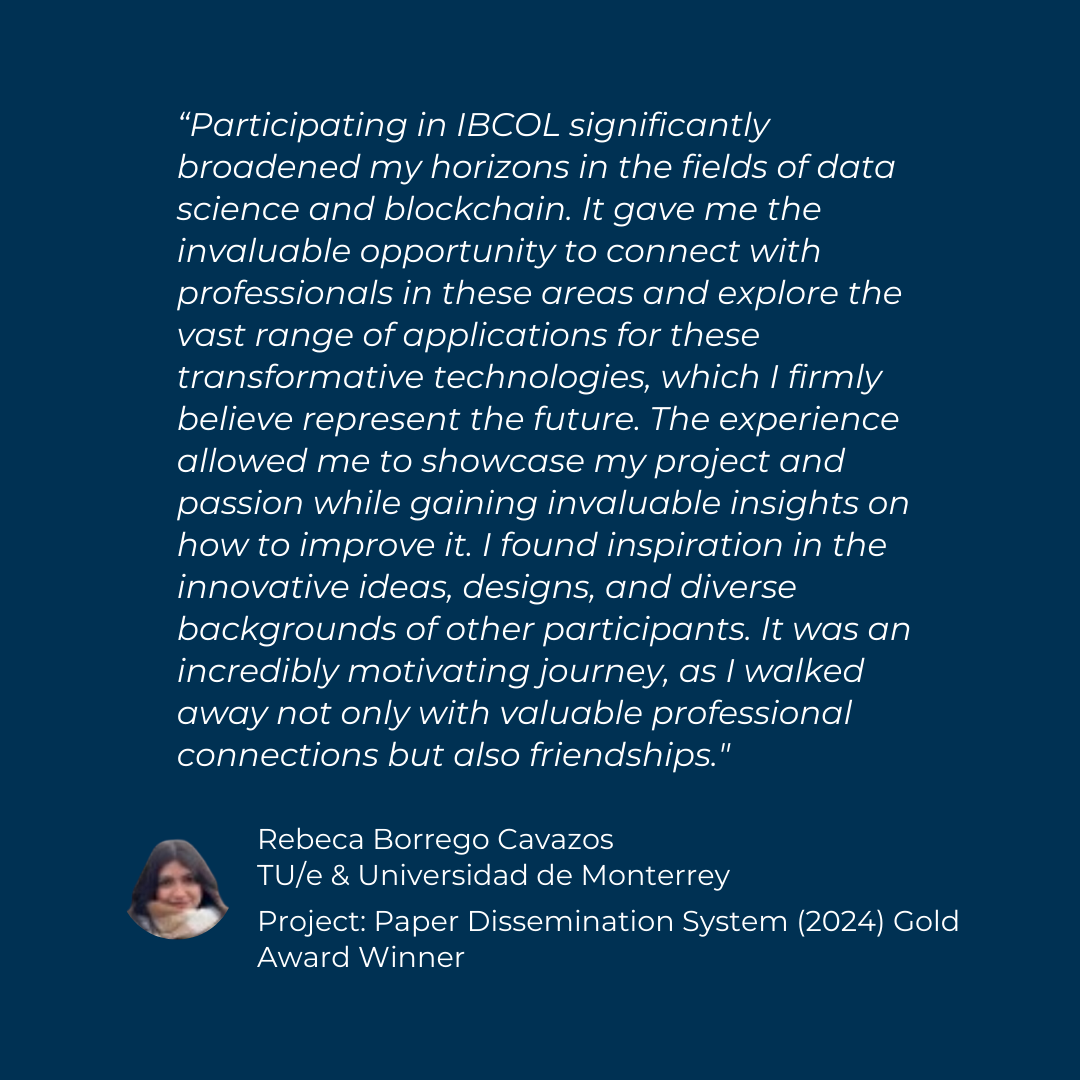 “Participating in IBCOL significantly
broadened my horizons in the fields of data
science and blockchain. It gave me the
invaluable opportunity to connect with
professionals in these areas and explore the
vast range of applications for these
transformative technologies, which I firmly
believe represent the future. The experience
allowed me to showcase my project and
passion while gaining invaluable insights on
how to improve it. I found inspiration in the
innovative ideas, designs, and diverse
backgrounds of other participants. It was an
incredibly motivating journey, as I walked
away not only with valuable professional
connections but also friendships."
Rebeca Borrego Cavazos
TU/e & Universidad de Monterrey
Project: Paper Dissemination System (2024) Gold
Award Winner